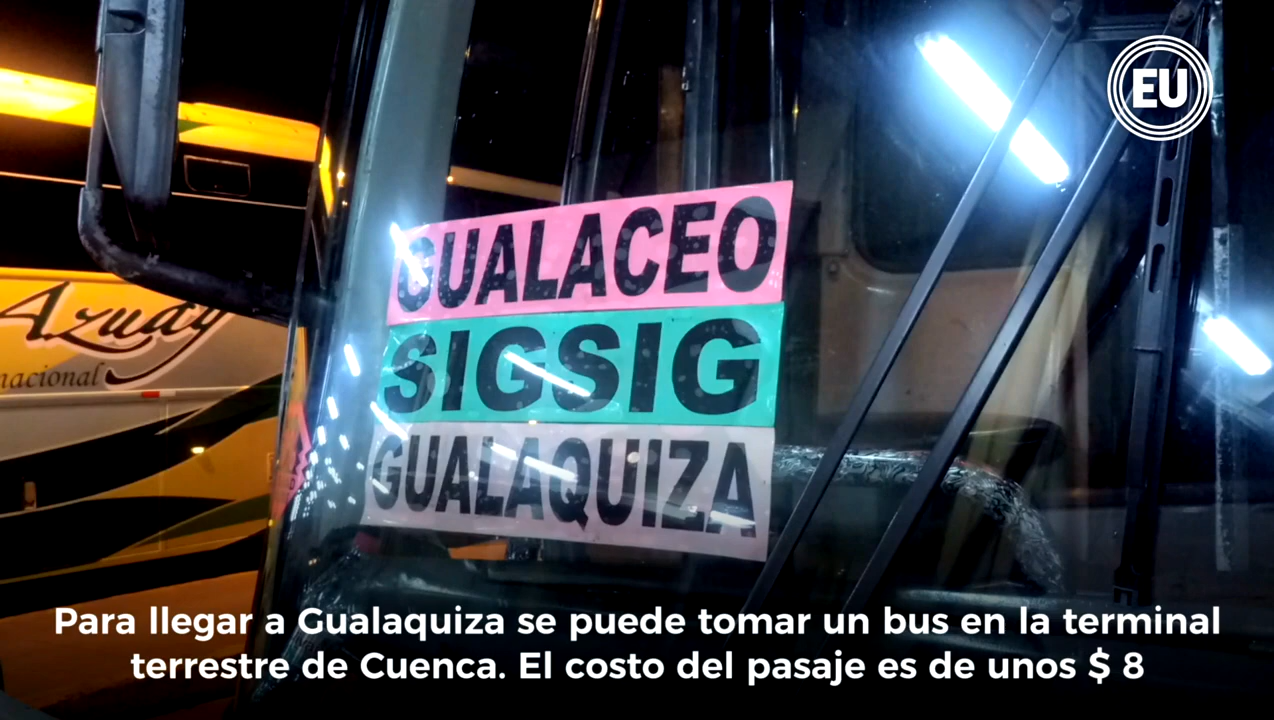 EU
GUALACEO
SIGSIG
GUALAQUIZA
Azuay
nacional
Para llegar a Gualaquiza se puede tomar un bus en la terminal
terrestre de Cuenca. El costo del pasaje es de unos $ 8